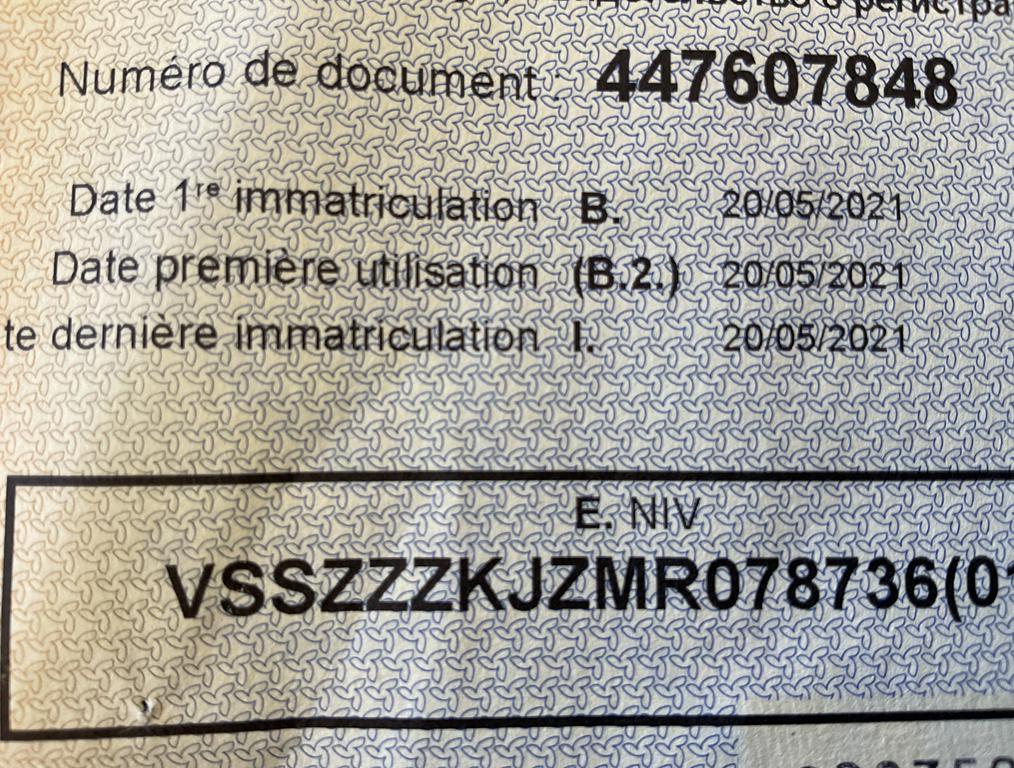 Numéro de document : 447607848
Date 1re immatriculation B. 20/05/2021
Date première utilisation (B.2.) 20/05/2021
te dernière immatriculation I. 20/05/2021
E. NIV
VSSZZZKJZMR078736(0